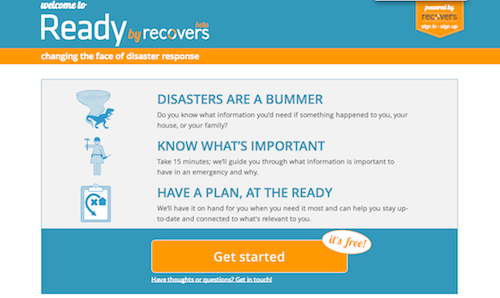 welcome to
Ready by recovers beta
powered by
recovers
sign in · sign up
changing the face of disaster response
DISASTERS ARE A BUMMER
Do you know what information you'd need if something happened to you, your
house, or your family?
KNOW WHAT'S IMPORTANT
Take 15 minutes; we'll guide you through what information is important to
have in an emergency and why.
HAVE A PLAN, AT THE READY
We'll have it on hand for you when you need it most and can help you stay up-
to-date and connected to what's relevant to you.
Get started
it's free!
Have thoughts or questions? Get in touch!